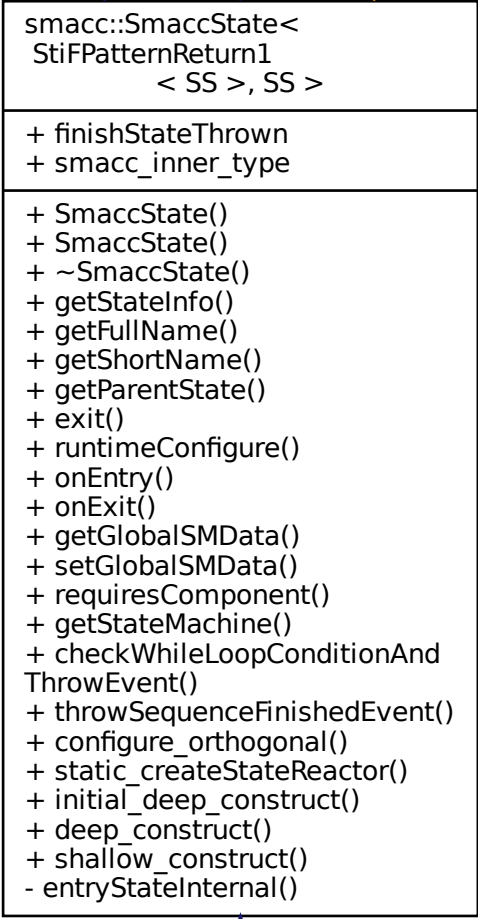 smacc::SmaccState<
StiFPatternReturn1
< SS >, SS >
+ finishStateThrown
+ smacc_inner_type
+ SmaccState()
+ SmaccState()
+ ~SmaccState()
+ getStateInfo()
+ getFullName()
+ getShortName()
+ getParentState()
+ exit()
+ runtimeConfigure()
+ onEntry()
+ onExit()
+ getGlobalSMData()
+ setGlobalSMData()
+ requiresComponent()
+ getStateMachine()
+ checkWhileLoopConditionAnd
ThrowEvent()
+ throwSequenceFinishedEvent()
+ configure_orthogonal()
+ static_createStateReactor()
+ initial_deep_construct()
+ deep_construct()
+ shallow_construct()
- entryStateInternal()